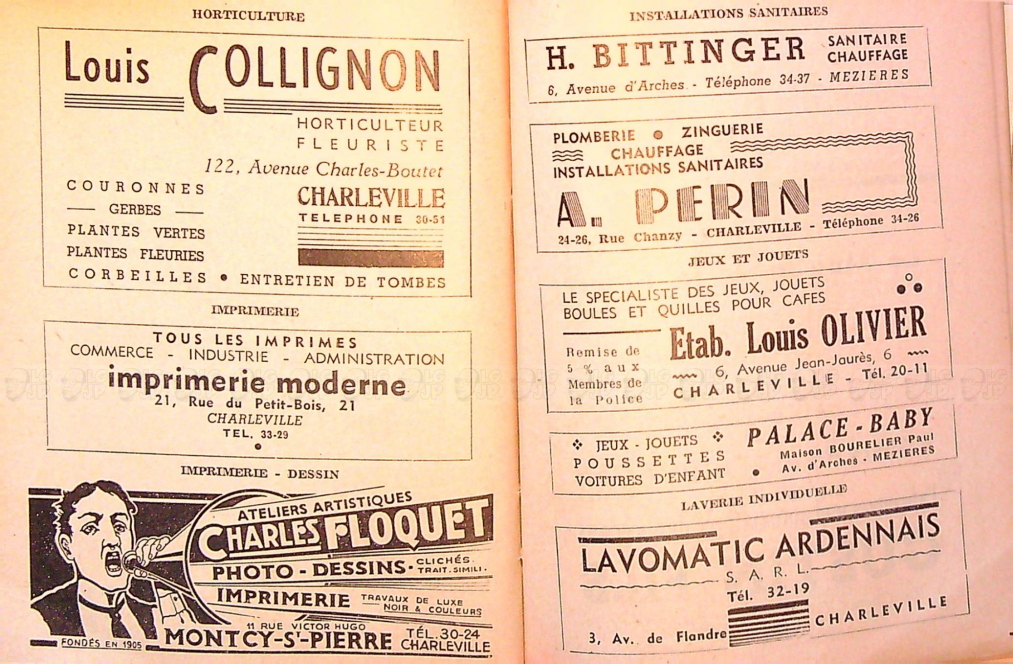 HORTICULTURE
Louis COLLIGNON
HORTICULTEUR
FLEURISTE
122, Avenue Charles-Boutet
CHARLEVILLE
TELEPHONE 30-51
COURONNES
GERBES
PLANTES VERTES
PLANTES FLEURIES
CORBEILLES • ENTRETIEN DE TOMBES
IMPRIMERIE
TOUS LES IMPRIMES
COMMERCE - INDUSTRIE - ADMINISTRATION
imprimerie moderne
21, Rue du Petit-Bois, 21
CHARLEVILLE
TEL. 33-29
IMPRIMERIE - DESSIN
ATELIERS ARTISTIQUES
CHARLES FLOQUET
PHOTO - DESSINS • CLICHÉS.
TRAIT. SIMILI.
IMPRIMERIE TRAVAUX DE LUXE
NOIR & COULEURS
11 RUE VICTOR HUGO
FONDÉS EN 1905 MONTCY-St-PIERRE TÉL. 30-24
CHARLEVILLE
INSTALLATIONS SANITAIRES
H. BITTINGER SANITAIRE
CHAUFFAGE
6, Avenue d'Arches - Téléphone 34-37 - MEZIERES
PLOMBERIE • ZINGUERIE
CHAUFFAGE
INSTALLATIONS SANITAIRES
A. PERIN
24-26, Rue Chanzy - CHARLEVILLE - Téléphone 34-26
JEUX ET JOUETS
LE SPECIALISTE DES JEUX, JOUETS
BOULES ET QUILLES POUR CAFES
Remise de
5 % aux
Membres de
la Police
Etab. Louis OLIVIER
6, Avenue Jean-Jaurès, 6
CHARLEVILLE - Tél. 20-11
JEUX - JOUETS
POUSSETTES
VOITURES D'ENFANT
PALACE-BABY
Maison BOURELIER Paul
• Av. d'Arches - MEZIERES
LAVERIE INDIVIDUELLE
LAVOMATIC ARDENNAIS
S. A. R. L.
Tél. 32-19
3, Av. de Flandre CHARLEVILLE